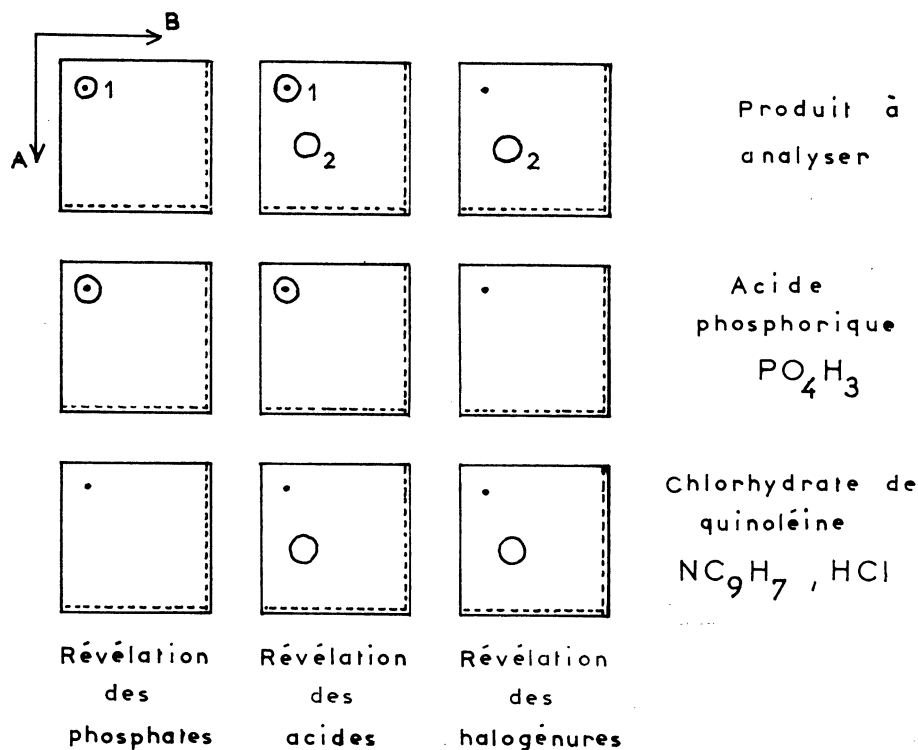 B
A
1
1
2
2
Produit à
analyser
Acide
phosphorique
PO₄H₃
Chlorhydrate de
quinoléine
NC₉H₇ , HCl
Révélation
des
phosphates
Révélation
des
acides
Révélation
des
halogénures